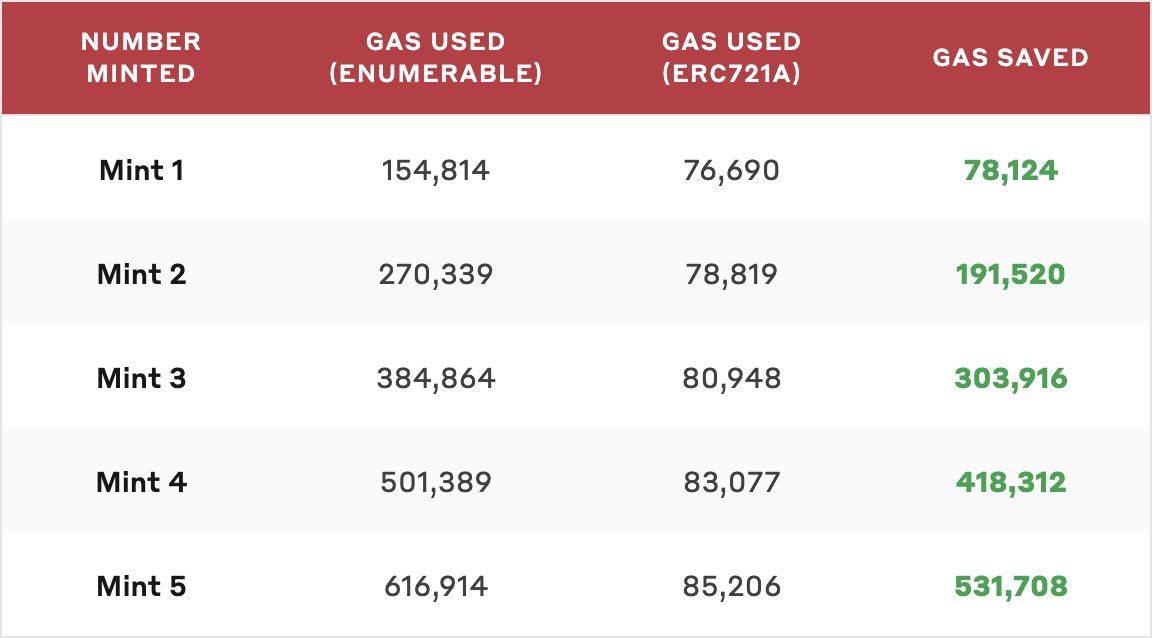 NUMBER MINTED GAS USED (ENUMERABLE) GAS USED (ERC721A) GAS SAVED
Mint 1 154,814 76,690 78,124
Mint 2 270,339 78,819 191,520
Mint 3 384,864 80,948 303,916
Mint 4 501,389 83,077 418,312
Mint 5 616,914 85,206 531,708